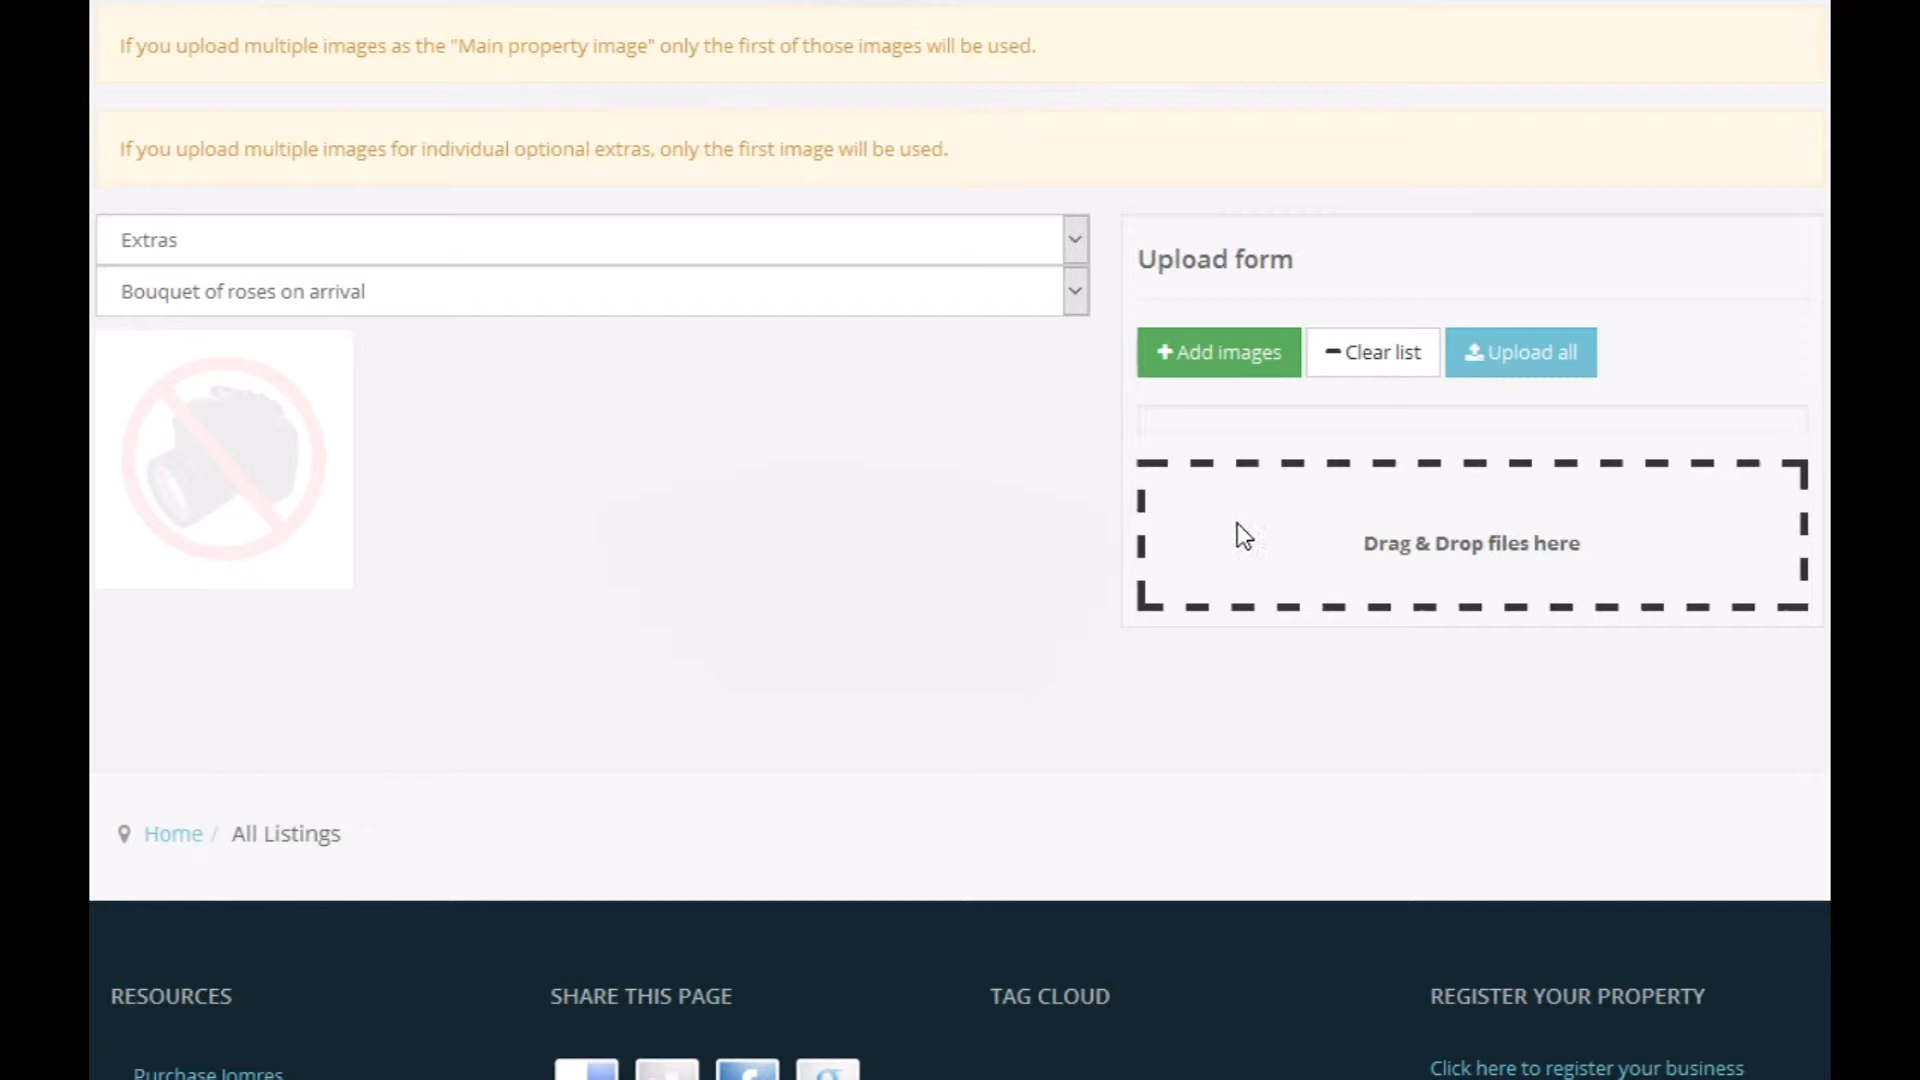 If you upload multiple images as the "Main property image" only the first of those images will be used.
If you upload multiple images for individual optional extras, only the first image will be used.
Extras
Bouquet of roses on arrival
Upload form
Add images
Clear list
Upload all
Drag & Drop files here
Home / All Listings
RESOURCES
SHARE THIS PAGE
TAG CLOUD
REGISTER YOUR PROPERTY
Purchase Jomres
Click here to register your business